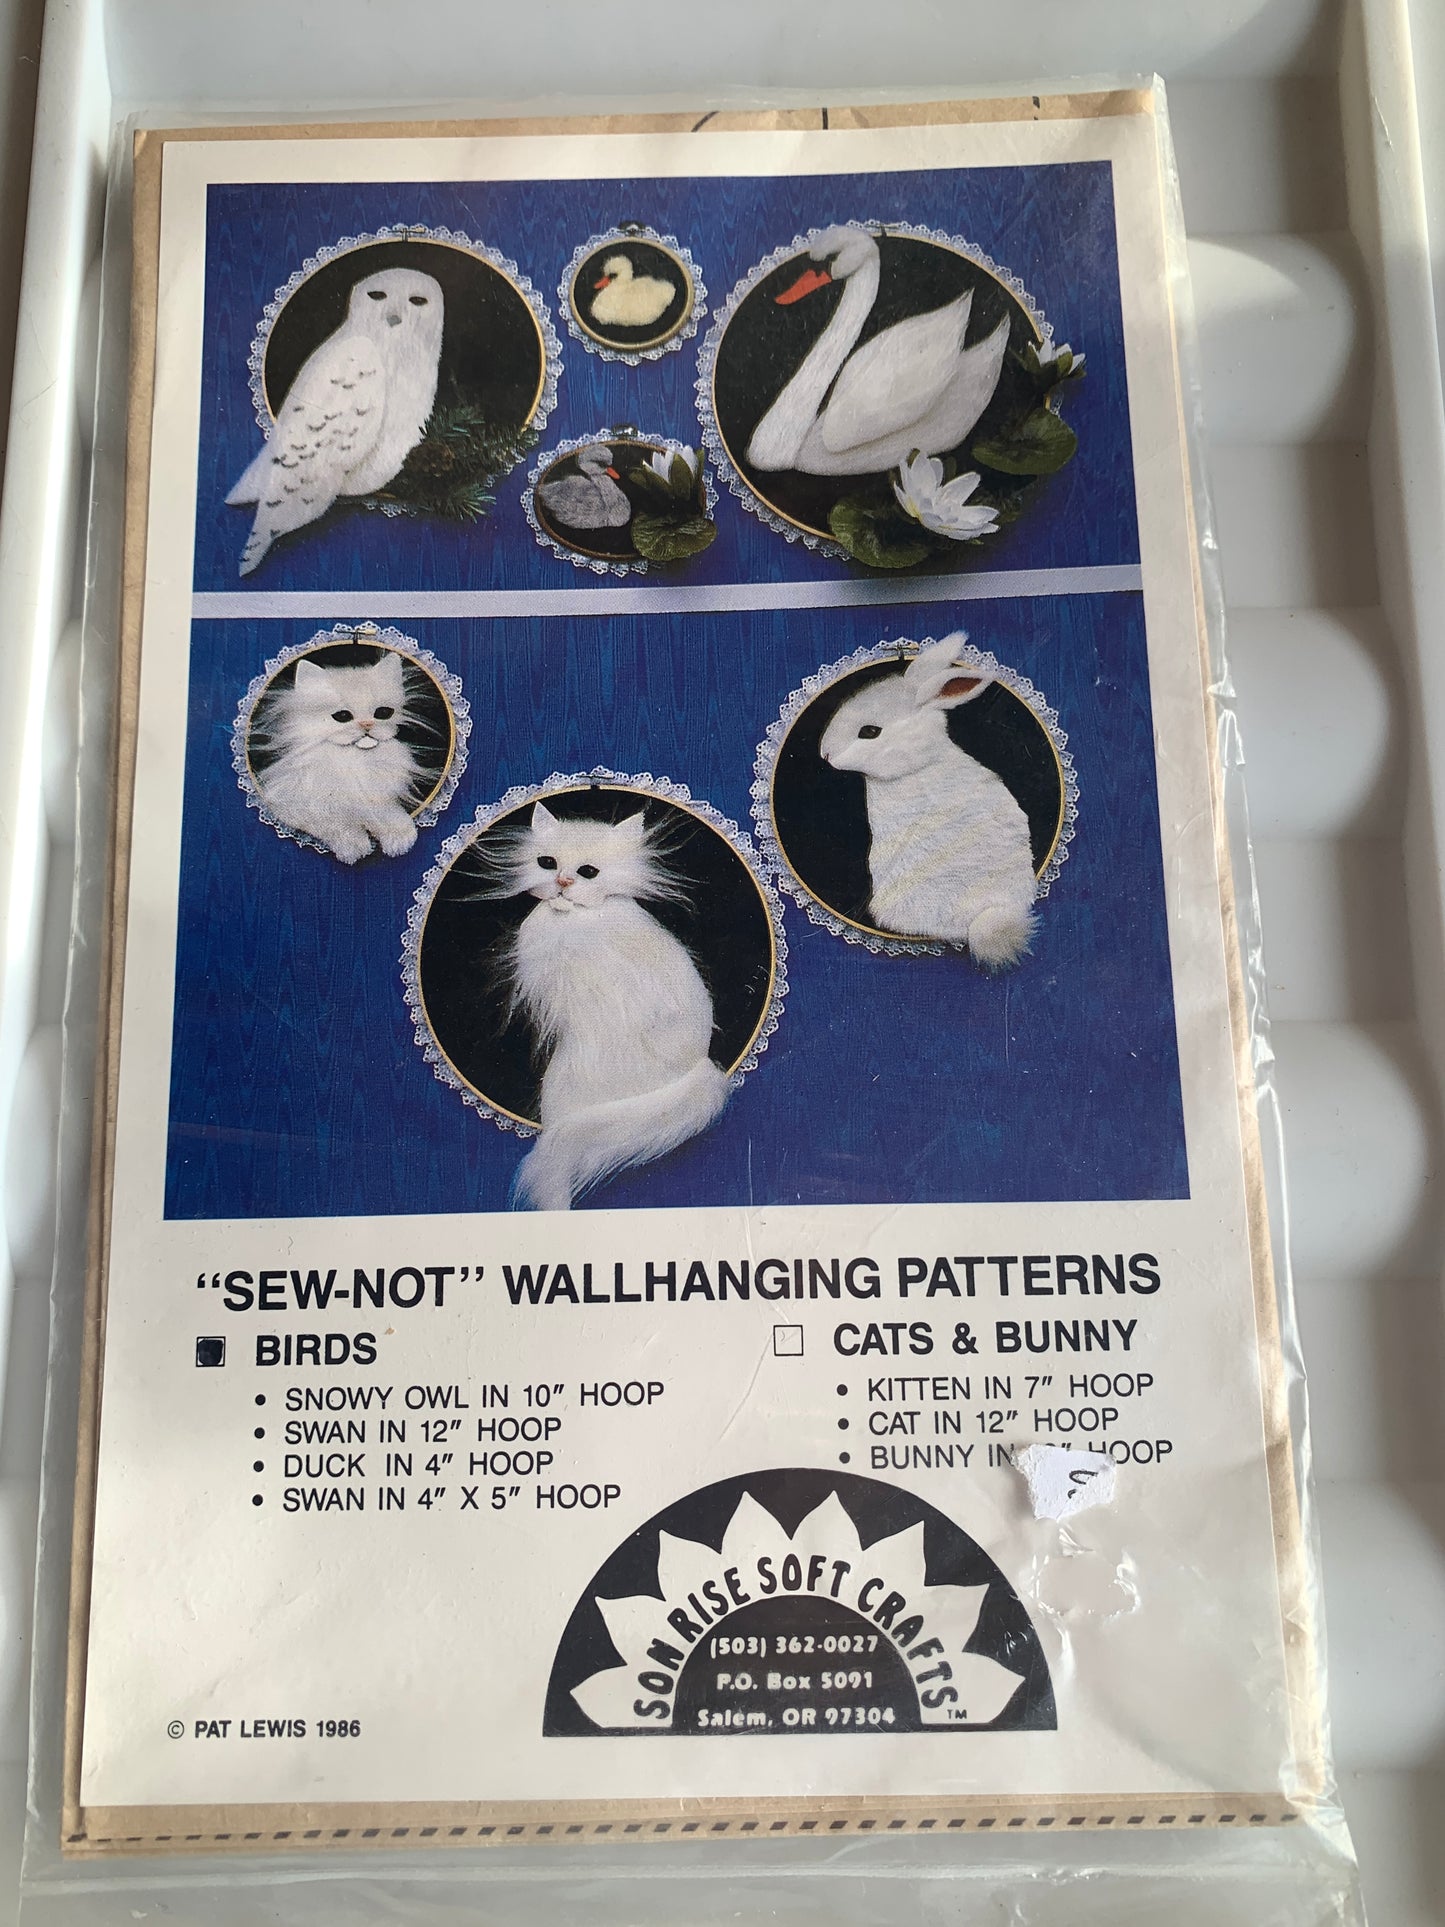 “SEW-NOT” WALLHANGING PATTERNS
BIRDS
• SNOWY OWL IN 10" HOOP
• SWAN IN 12" HOOP
• DUCK IN 4" HOOP
• SWAN IN 4" X 5" HOOP
CATS & BUNNY
• KITTEN IN 7" HOOP
• CAT IN 12" HOOP
• BUNNY IN HOOP
SON RISE SOFT CRAFTS™
(503) 362-0027
P.O. Box 5091
Salem, OR 97304
© PAT LEWIS 1986